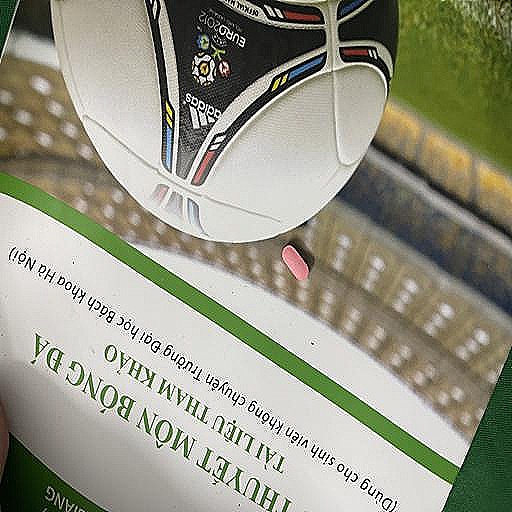 GIANG
THUYẾT MÔN BÓNG ĐÁ
TÀI LIỆU THAM KHẢO
(Dùng cho sinh viên không chuyên Trường Đại học Bách Khoa Hà Nội)
adidas
EURO2012